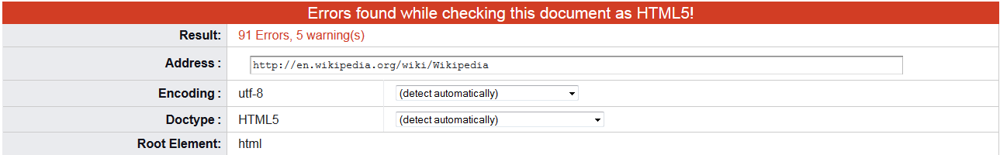 Errors found while checking this document as HTML5!
Result: 91 Errors, 5 warning(s)
Address : http://en.wikipedia.org/wiki/Wikipedia
Encoding : utf-8 (detect automatically)
Doctype : HTML5 (detect automatically)
Root Element: html